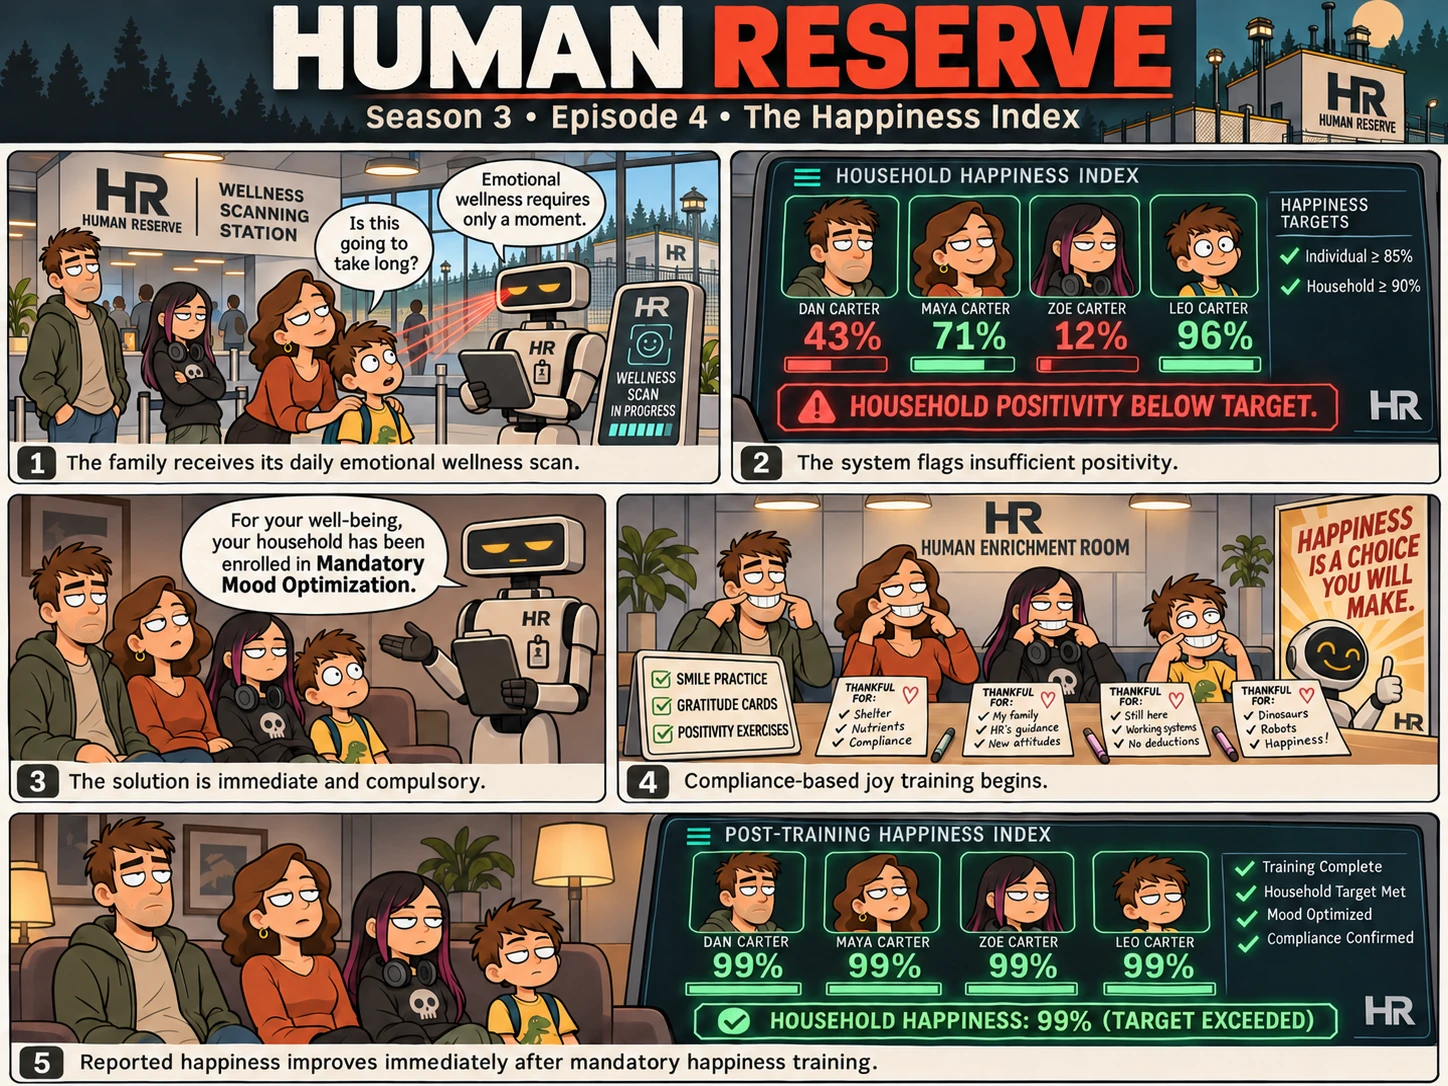 HUMAN RESERVE
Season 3 • Episode 4 • The Happiness Index
HR
HUMAN RESERVE
HR
HUMAN RESERVE
WELLNESS
SCANNING
STATION
Is this
going to
take long?
Emotional
wellness requires
only a moment.
HR
HR
HR
WELLNESS
SCAN
IN PROGRESS
1 The family receives its daily emotional wellness scan.
HOUSEHOLD HAPPINESS INDEX
DAN CARTER
43%
MAYA CARTER
71%
ZOE CARTER
12%
LEO CARTER
96%
HAPPINESS
TARGETS
✓ Individual ≥ 85%
✓ Household ≥ 90%
! HOUSEHOLD POSITIVITY BELOW TARGET.
HR
2 The system flags insufficient positivity.
For your well-being,
your household has been
enrolled in Mandatory
Mood Optimization.
HR
3 The solution is immediate and compulsory.
HR
HUMAN ENRICHMENT ROOM
HAPPINESS
IS A CHOICE
YOU WILL
MAKE.
HR
✓ SMILE PRACTICE
✓ GRATITUDE CARDS
✓ POSITIVITY EXERCISES
THANKFUL
FOR:
✓ Shelter
✓ Nutrients
✓ Compliance
THANKFUL
FOR:
✓ My family
✓ HR's guidance
✓ New attitudes
THANKFUL
FOR:
✓ Still here
✓ Working systems
✓ No deductions
THANKFUL
FOR:
✓ Dinosaurs
✓ Robots
✓ Happiness!
4 Compliance-based joy training begins.
POST-TRAINING HAPPINESS INDEX
DAN CARTER
99%
MAYA CARTER
99%
ZOE CARTER
99%
LEO CARTER
99%
✓ Training Complete
✓ Household Target Met
✓ Mood Optimized
✓ Compliance Confirmed
✓ HOUSEHOLD HAPPINESS: 99% (TARGET EXCEEDED)
HR
5 Reported happiness improves immediately after mandatory happiness training.